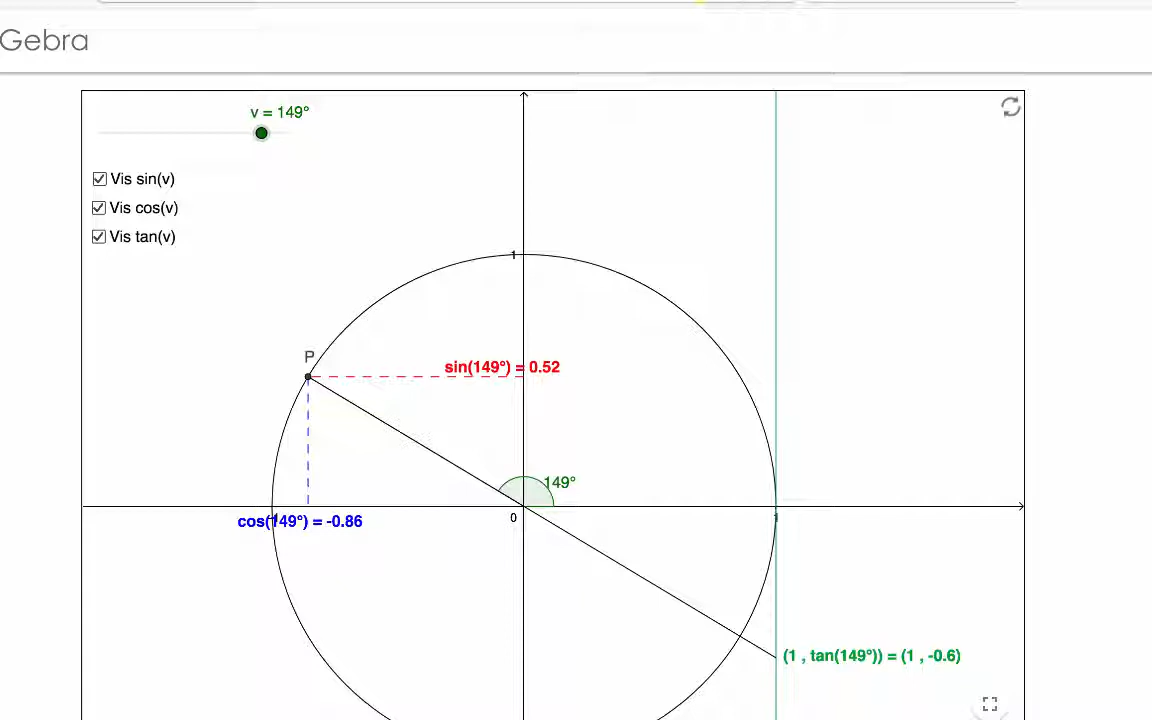 Gebra
v = 149°
Vis sin(v)
Vis cos(v)
Vis tan(v)
1
P
sin(149°) = 0.52
149°
0
1
cos(149°) = -0.86
(1 , tan(149°)) = (1 , -0.6)